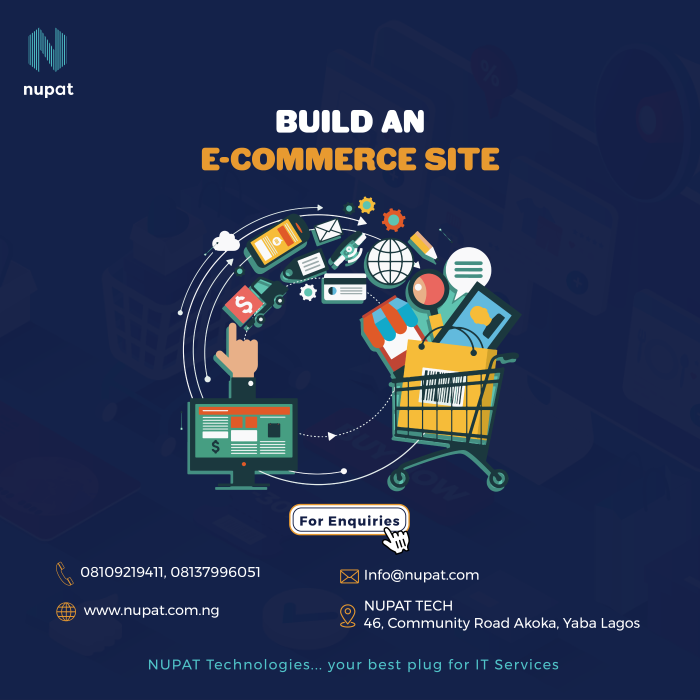 nupat
BUILD AN
E-COMMERCE SITE
$
$
For Enquiries
08109219411, 08137996051
Info@nupat.com
www.nupat.com.ng
NUPAT TECH
46, Community Road Akoka, Yaba Lagos
NUPAT Technologies... your best plug for IT Services